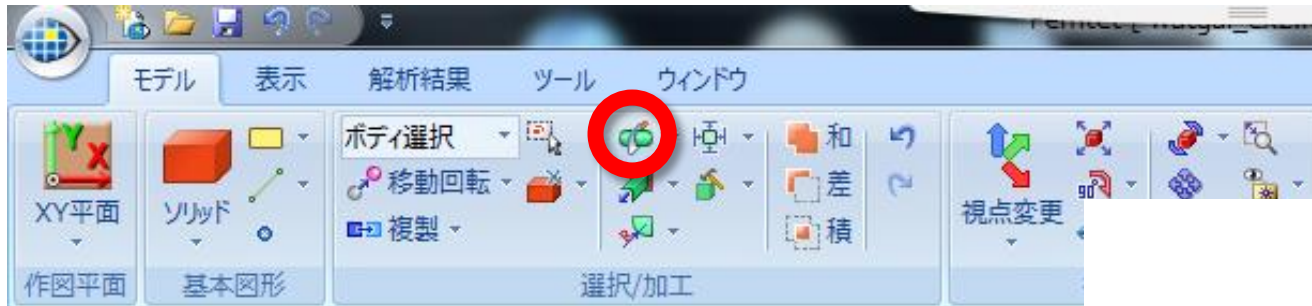 モデル 表示 解析結果 ツール ウィンドウ
ボディ選択 和
移動回転 差
XY平面 ソリッド 視点変更 90°
複製 積
作図平面 基本図形 選択/加工